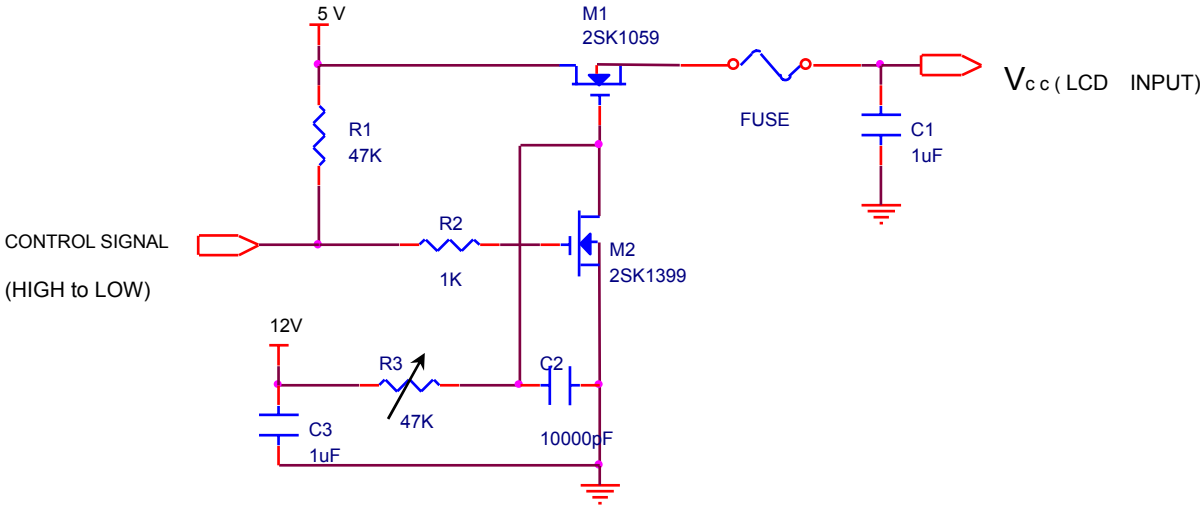 5 V
M1
2SK1059
R1
47K
FUSE
Vcc ( LCD INPUT)
C1
1uF
CONTROL SIGNAL
(HIGH to LOW)
R2
1K
M2
2SK1399
12V
R3
47K
C2
10000pF
C3
1uF